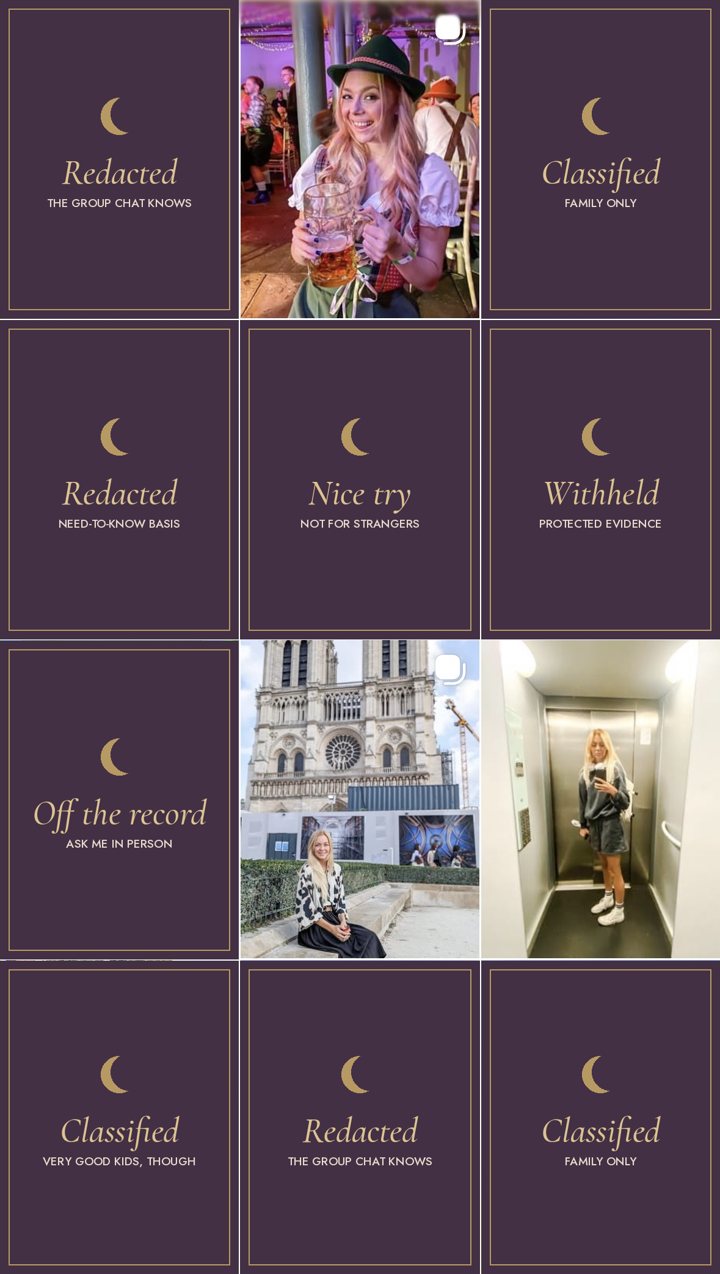 Redacted
THE GROUP CHAT KNOWS
Classified
FAMILY ONLY
Redacted
NEED-TO-KNOW BASIS
Nice try
NOT FOR STRANGERS
Withheld
PROTECTED EVIDENCE
Off the record
ASK ME IN PERSON
Classified
VERY GOOD KIDS, THOUGH
Redacted
THE GROUP CHAT KNOWS
Classified
FAMILY ONLY